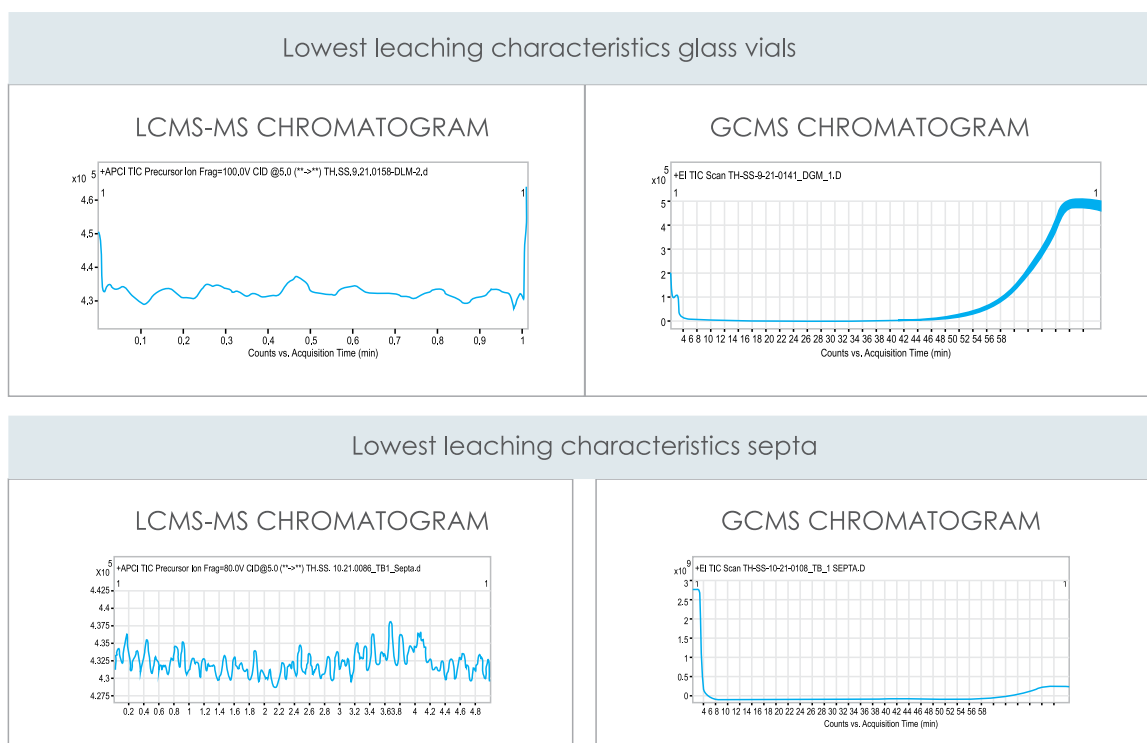 Lowest leaching characteristics glass vials
LCMS-MS CHROMATOGRAM
x10 5 +APCI TIC Precursor Ion Frag=100.0V CID @5.0 (**->**) TH.SS.9.21.0158-DLM-2.d
1 1
4.6
4.5
4.4
4.3
0.1 0.2 0.3 0.4 0.5 0.6 0.7 0.8 0.9 1
Counts vs. Acquisition Time (min)
GCMS CHROMATOGRAM
x10 5 +EI TIC Scan TH-SS-9-21-0141_DGM_1.D
1 1
5
4
3
2
1
0
4 6 8 10 12 14 16 18 20 22 24 26 28 30 32 34 36 38 40 42 44 46 48 50 52 54 56 58
Counts vs. Acquisition Time (min)
Lowest leaching characteristics septa
LCMS-MS CHROMATOGRAM
X10 5 +APCI TIC Precursor Ion Frag=80.0V CID@5.0 (**->**) TH.SS. 10.21.0086_TB1_Septa.d
1 1
4.425
4.4
4.375
4.35
4.325
4.3
4.275
0.2 0.4 0.6 0.8 1 1.2 1.4 1.6 1.8 2 2.2 2.4 2.6 2.8 3 3.2 3.4 3.63.8 4 4.2 4.4 4.6 4.8
GCMS CHROMATOGRAM
x10 9 +EI TIC Scan TH-SS-10-21-0108_TB_1 SEPTA.D
1 1
3
2.5
2
1.5
1
0.5
0
4 6 8 10 12 14 16 18 20 22 24 26 28 30 32 34 36 38 40 42 44 46 48 50 52 54 56 58
Counts vs. Acquisition Time (min)